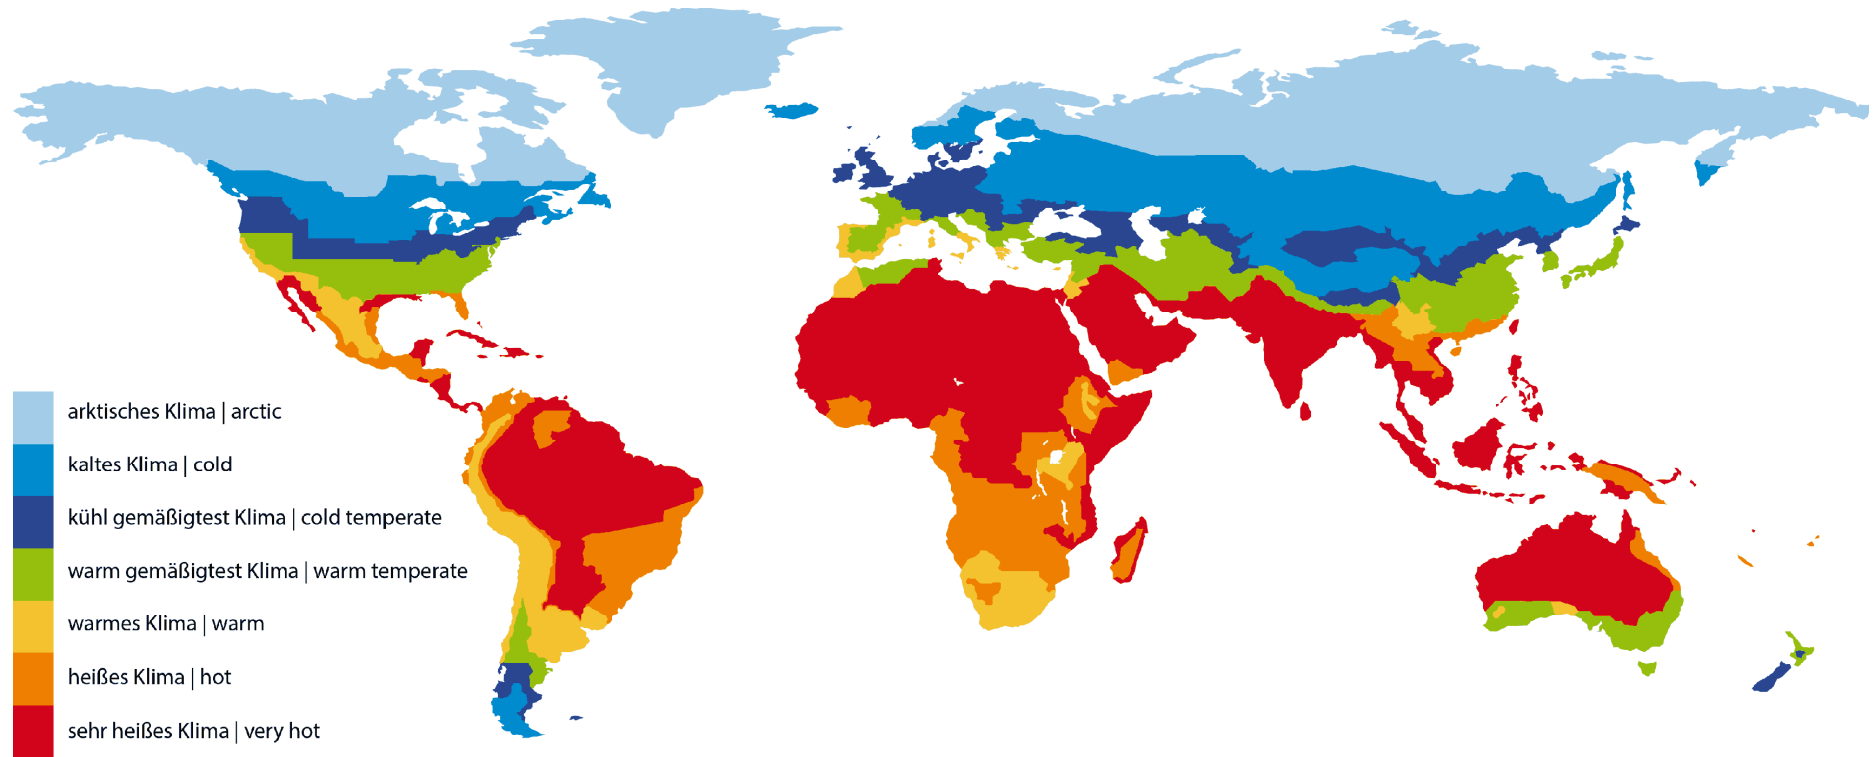 arktisches Klima | arctic
kaltes Klima | cold
kühl gemäßigtest Klima | cold temperate
warm gemäßigtest Klima | warm temperate
warmes Klima | warm
heißes Klima | hot
sehr heißes Klima | very hot